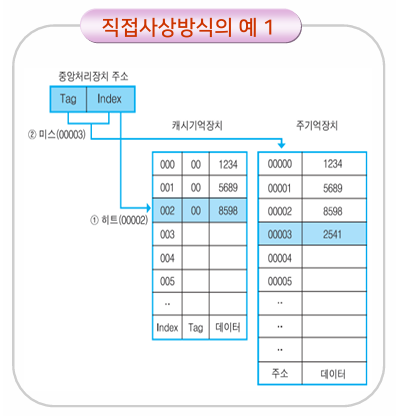 직접사상방식의 예 1
중앙처리장치 주소
Tag Index
② 미스(00003)
① 히트(00002)
캐시기억장치
000 00 1234
001 00 5689
002 00 8598
003
004
005
..
Index Tag 데이터
주기억장치
00000 1234
00001 5689
00002 8598
00003 2541
00004
00005
..
..
..
주소 데이터